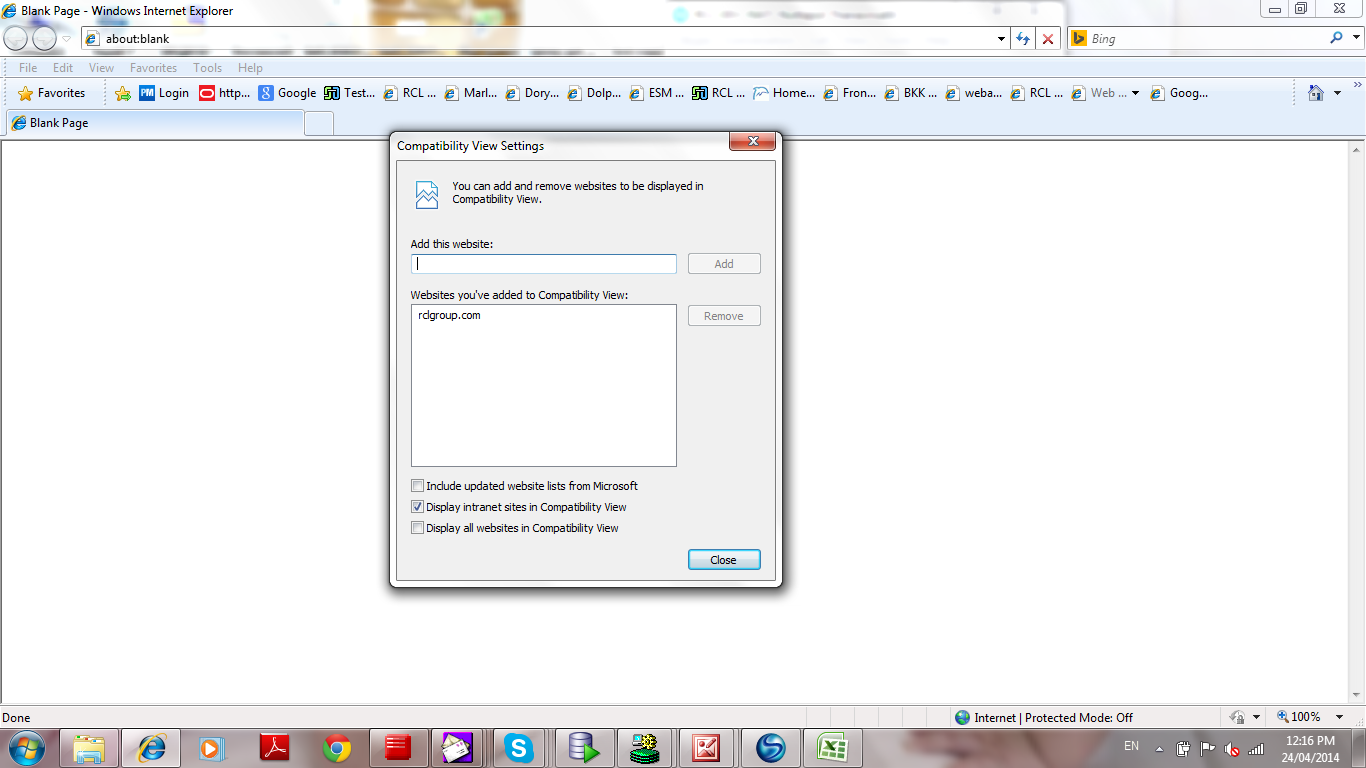 Blank Page - Windows Internet Explorer
about:blank
Bing
File Edit View Favorites Tools Help
Favorites PM Login http... Google Test... RCL ... Marl... Dory... Dolp... ESM ... RCL ... Home... Fron... BKK ... weba... RCL ... Web ... Goog...
Blank Page
Compatibility View Settings
You can add and remove websites to be displayed in
Compatibility View.
Add this website:
Add
Websites you've added to Compatibility View:
rclgroup.com
Remove
Include updated website lists from Microsoft
Display intranet sites in Compatibility View
Display all websites in Compatibility View
Close
Done
Internet | Protected Mode: Off
100%
EN
12:16 PM
24/04/2014